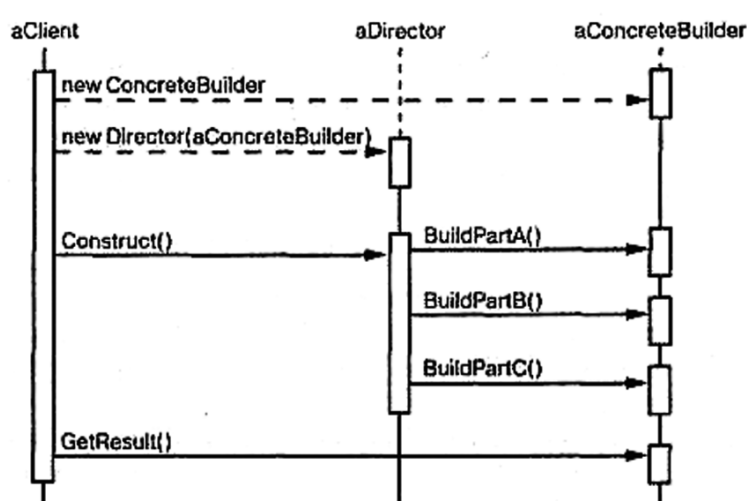 aClient aDirector aConcreteBuilder
new ConcreteBuilder
new Director(aConcreteBuilder)
Construct()
BuildPartA()
BuildPartB()
BuildPartC()
GetResult()